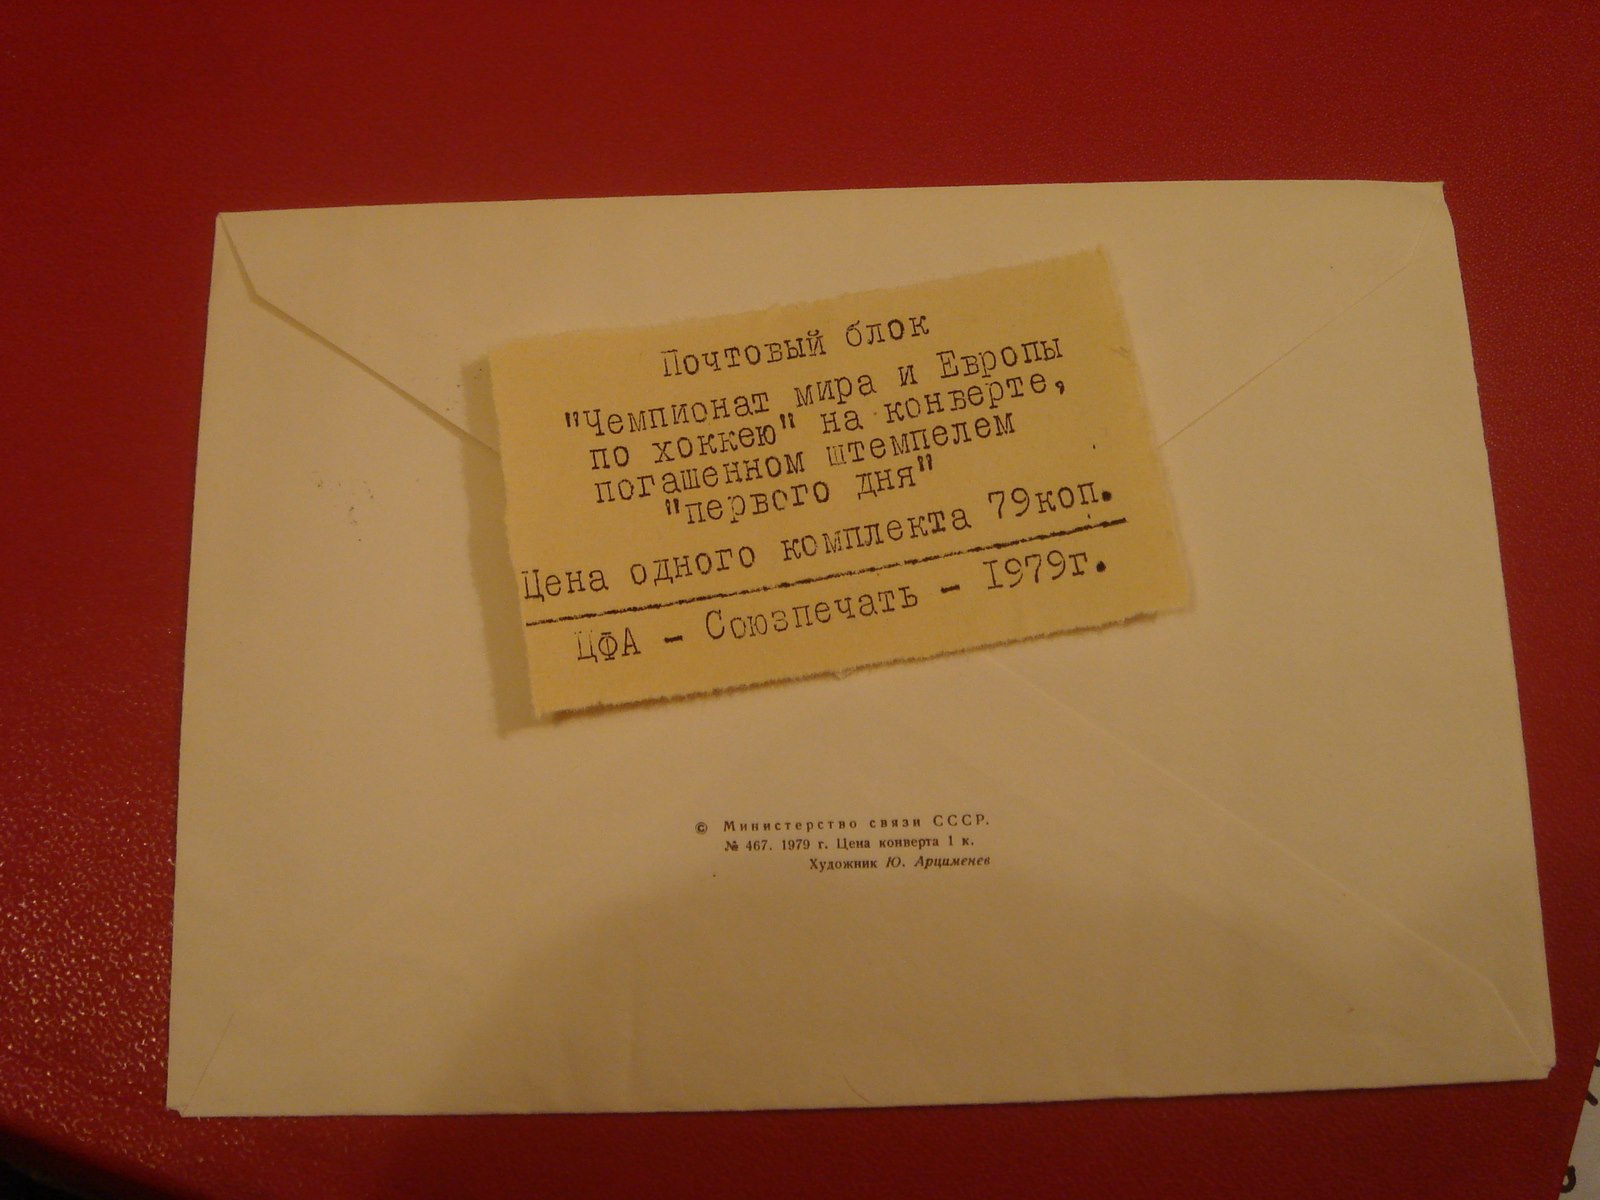 Почтовый блок
"Чемпионат мира и Европы
по хоккею" на конверте,
погашенном штемпелем
"первого дня"
Цена одного комплекта 79коп.
ЦФА - Союзпечать - 1979г.
© Министерство связи СССР.
№ 467. 1979 г. Цена конверта 1 к.
Художник Ю. Арцименев